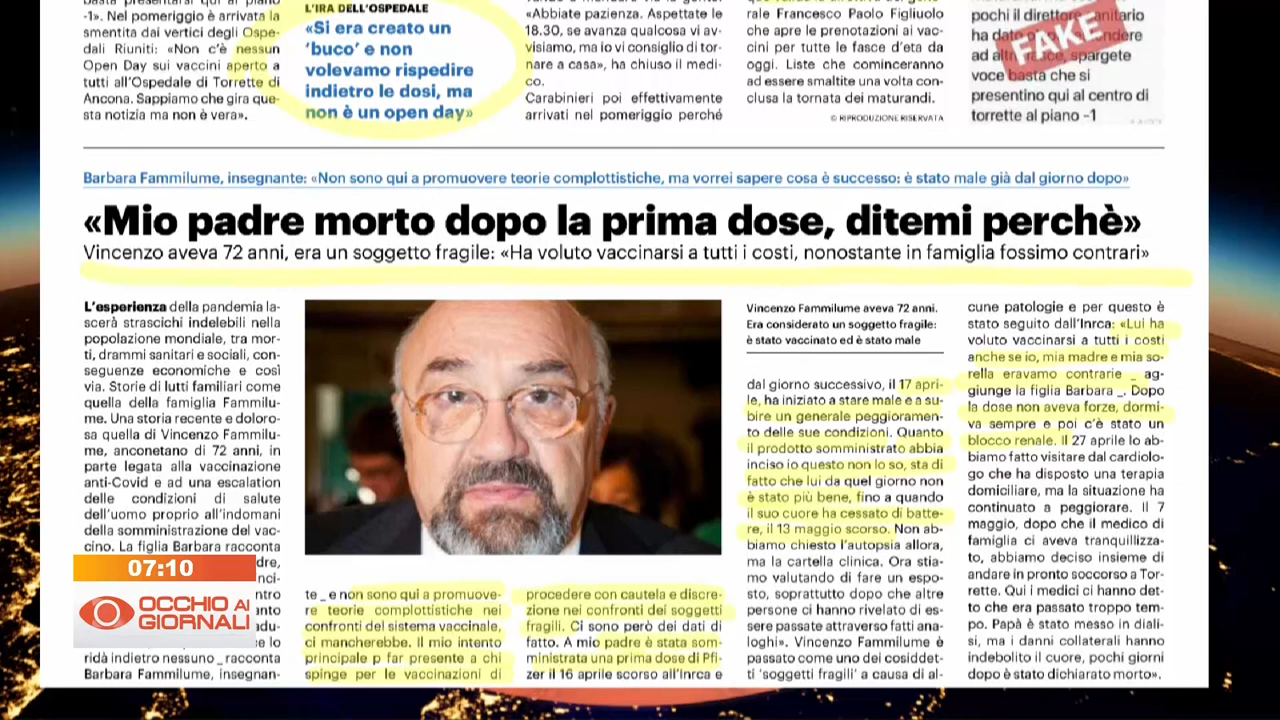 -1». Nel pomeriggio è arrivata la
smentita dai vertici degli Ospe-
dali Riuniti: «Non c'è nessun
Open Day sui vaccini aperto a
tutti all'Ospedale di Torrette di
Ancona. Sappiamo che gira que-
sta notizia ma non è vera».
L'IRA DELL'OSPEDALE
«Si era creato un
'buco' e non
volevamo rispedire
indietro le dosi, ma
non è un open day»
«Abbiate pazienza. Aspettate le
18.30, se avanza qualcosa vi av-
visiamo, ma io vi consiglio di tor-
nare a casa», ha chiuso il medi-
co.
Carabinieri poi effettivamente
arrivati nel pomeriggio perché
rale Francesco Paolo Figliuolo
che apre le prenotazioni ai vac-
cini per tutte le fasce d'eta da
oggi. Liste che cominceranno
ad essere smaltite una volta con-
clusa la tornata dei maturandi.
© RIPRODUZIONE RISERVATA
pochi il direttore sanitario
ha dato
ad
FAKE
spargete
voce basta che si
presentino qui al centro di
torrette al piano -1
Barbara Fammilume, insegnante: «Non sono qui a promuovere teorie complottistiche, ma vorrei sapere cosa è successo: è stato male già dal giorno dopo»
«Mio padre morto dopo la prima dose, ditemi perchè»
Vincenzo aveva 72 anni, era un soggetto fragile: «Ha voluto vaccinarsi a tutti i costi, nonostante in famiglia fossimo contrari»
L'esperienza della pandemia la-
scerà strascichi indelebili nella
popolazione mondiale, tra mor-
ti, drammi sanitari e sociali, con-
seguenze economiche e così
via. Storie di lutti familiari come
quella della famiglia Fammilu-
me. Una storia recente e doloro-
sa quella di Vincenzo Fammilu-
me, anconetano di 72 anni, in
parte legata alla vaccinazione
anti-Covid e ad una escalation
delle condizioni di salute
dell'uomo proprio all'indomani
della somministrazione del vac-
cino. La figlia Barbara racconta
dre,
nci-
ntro
anto
adu-
ce lo
ridà indietro nessuno _ racconta
Barbara Fammilume, insegnan-
07:10
OCCHIO AI
GIORNALI
te _ e non sono qui a promuove-
re teorie complottistiche nei
confronti del sistema vaccinale,
ci mancherebbe. Il mio intento
principale p far presente a chi
spinge per le vaccinazioni di
procedere con cautela e discre-
zione nei confronti dei soggetti
fragili. Ci sono però dei dati di
fatto. A mio padre è stata som-
ministrata una prima dose di Pfi-
zer il 16 aprile scorso all'Inrca e
Vincenzo Fammilume aveva 72 anni.
Era considerato un soggetto fragile:
è stato vaccinato ed è stato male
dal giorno successivo, il 17 apri-
le, ha iniziato a stare male e a su-
bire un generale peggioramen-
to delle sue condizioni. Quanto
il prodotto somministrato abbia
inciso io questo non lo so, sta di
fatto che lui da quel giorno non
è stato più bene, fino a quando
il suo cuore ha cessato di batte-
re, il 13 maggio scorso. Non ab-
biamo chiesto l'autopsia allora,
ma la cartella clinica. Ora stia-
mo valutando di fare un espo-
sto, soprattutto dopo che altre
persone ci hanno rivelato di es-
sere passate attraverso fatti ana-
loghi». Vincenzo Fammilume è
passato come uno dei cosiddet-
ti 'soggetti fragili' a causa di al-
cune patologie e per questo è
stato seguito dall'Inrca: «Lui ha
voluto vaccinarsi a tutti i costi
anche se io, mia madre e mia so-
rella eravamo contrarie _ ag-
giunge la figlia Barbara _. Dopo
la dose non aveva forze, dormi-
va sempre e poi c'è stato un
blocco renale. Il 27 aprile lo ab-
biamo fatto visitare dal cardiolo-
go che ha disposto una terapia
domiciliare, ma la situazione ha
continuato a peggiorare. Il 7
maggio, dopo che il medico di
famiglia ci aveva tranquillizza-
to, abbiamo deciso insieme di
andare in pronto soccorso a Tor-
rette. Qui i medici ci hanno det-
to che era passato troppo tem-
po. Papà è stato messo in diali-
si, ma i danni collaterali hanno
indebolito il cuore, pochi giorni
dopo è stato dichiarato morto».